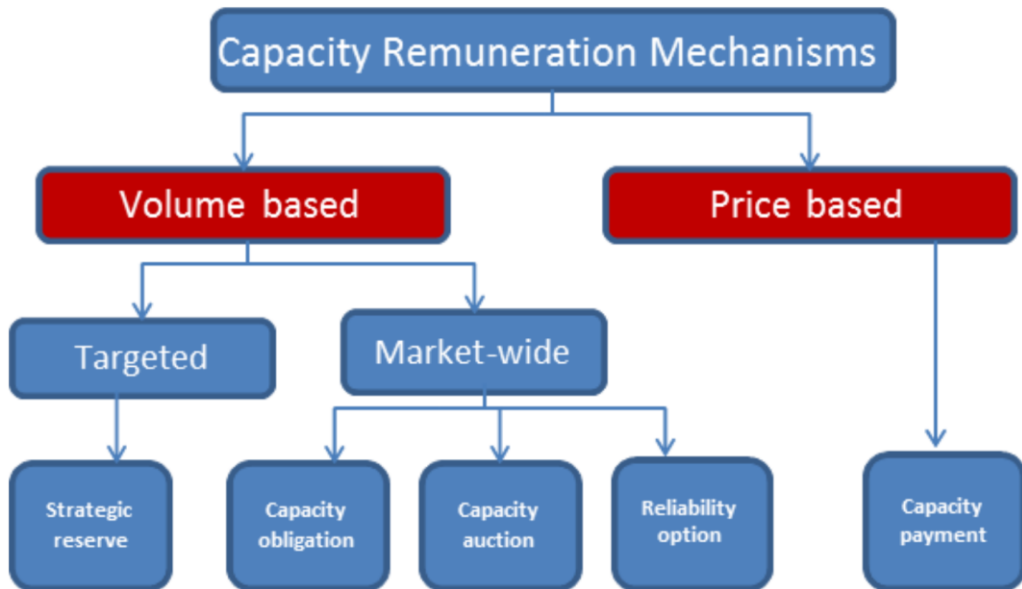 Capacity Remuneration Mechanisms
Volume based
Price based
Targeted
Market-wide
Strategic
reserve
Capacity
obligation
Capacity
auction
Reliability
option
Capacity
payment